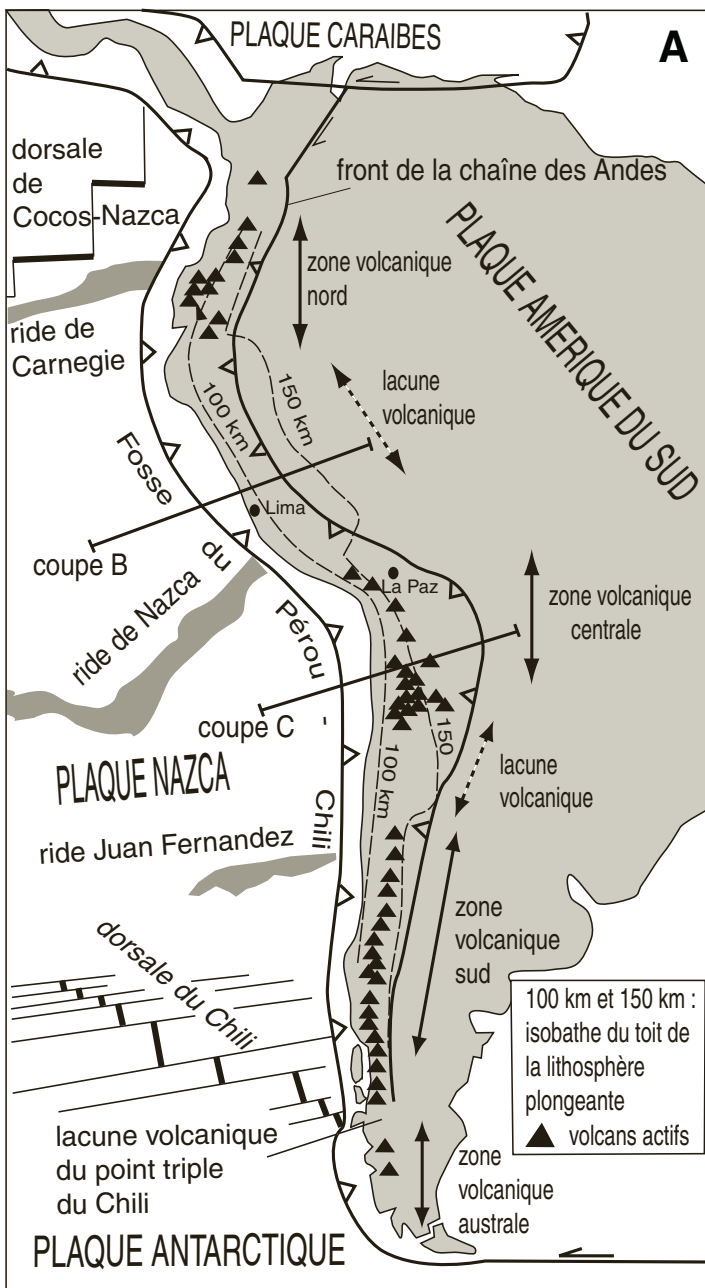 PLAQUE CARAIBES
A
dorsale
de
Cocos-Nazca
front de la chaîne des Andes
PLAQUE AMERIQUE DU SUD
zone volcanique
nord
ride de
Carnegie
lacune
volcanique
100 km
150 km
Fosse du Pérou - Chili
Lima
coupe B
La Paz
ride de Nazca
zone volcanique
centrale
coupe C
150
100 km
PLAQUE NAZCA
lacune
volcanique
ride Juan Fernandez
zone
volcanique
sud
dorsale du Chili
100 km et 150 km :
isobathe du toit de
la lithosphère
plongeante
volcans actifs
lacune volcanique
du point triple
du Chili
zone
volcanique
australe
PLAQUE ANTARCTIQUE